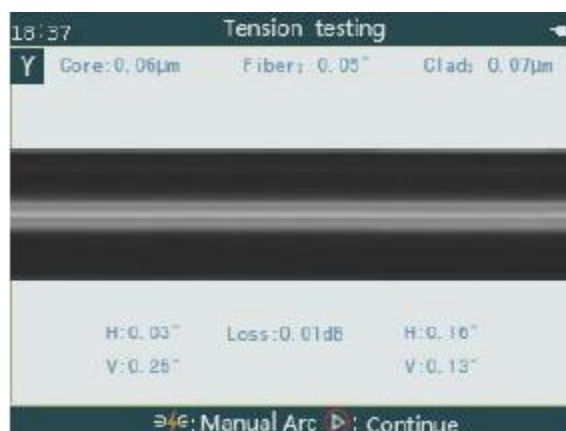 18:37 Tension testing
Y Core:0.06μm Fiber: 0.05° Clad: 0.07μm
H:0.03° Loss:0.01dB H:0.16°
V:0.25° V:0.13°
Manual Arc : Continue